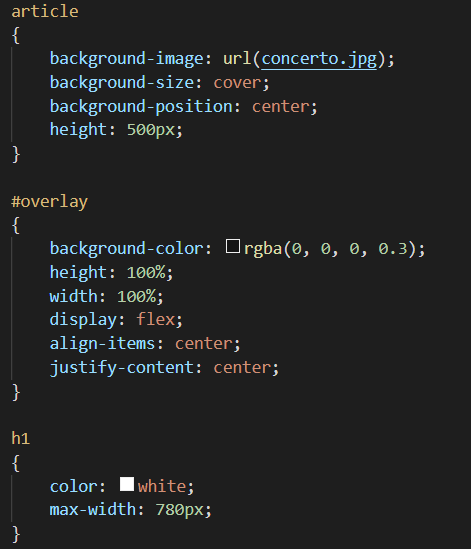 article
{
    background-image: url(concerto.jpg);
    background-size: cover;
    background-position: center;
    height: 500px;
}

#overlay
{
    background-color: rgba(0, 0, 0, 0.3);
    height: 100%;
    width: 100%;
    display: flex;
    align-items: center;
    justify-content: center;
}

h1
{
    color: white;
    max-width: 780px;
}